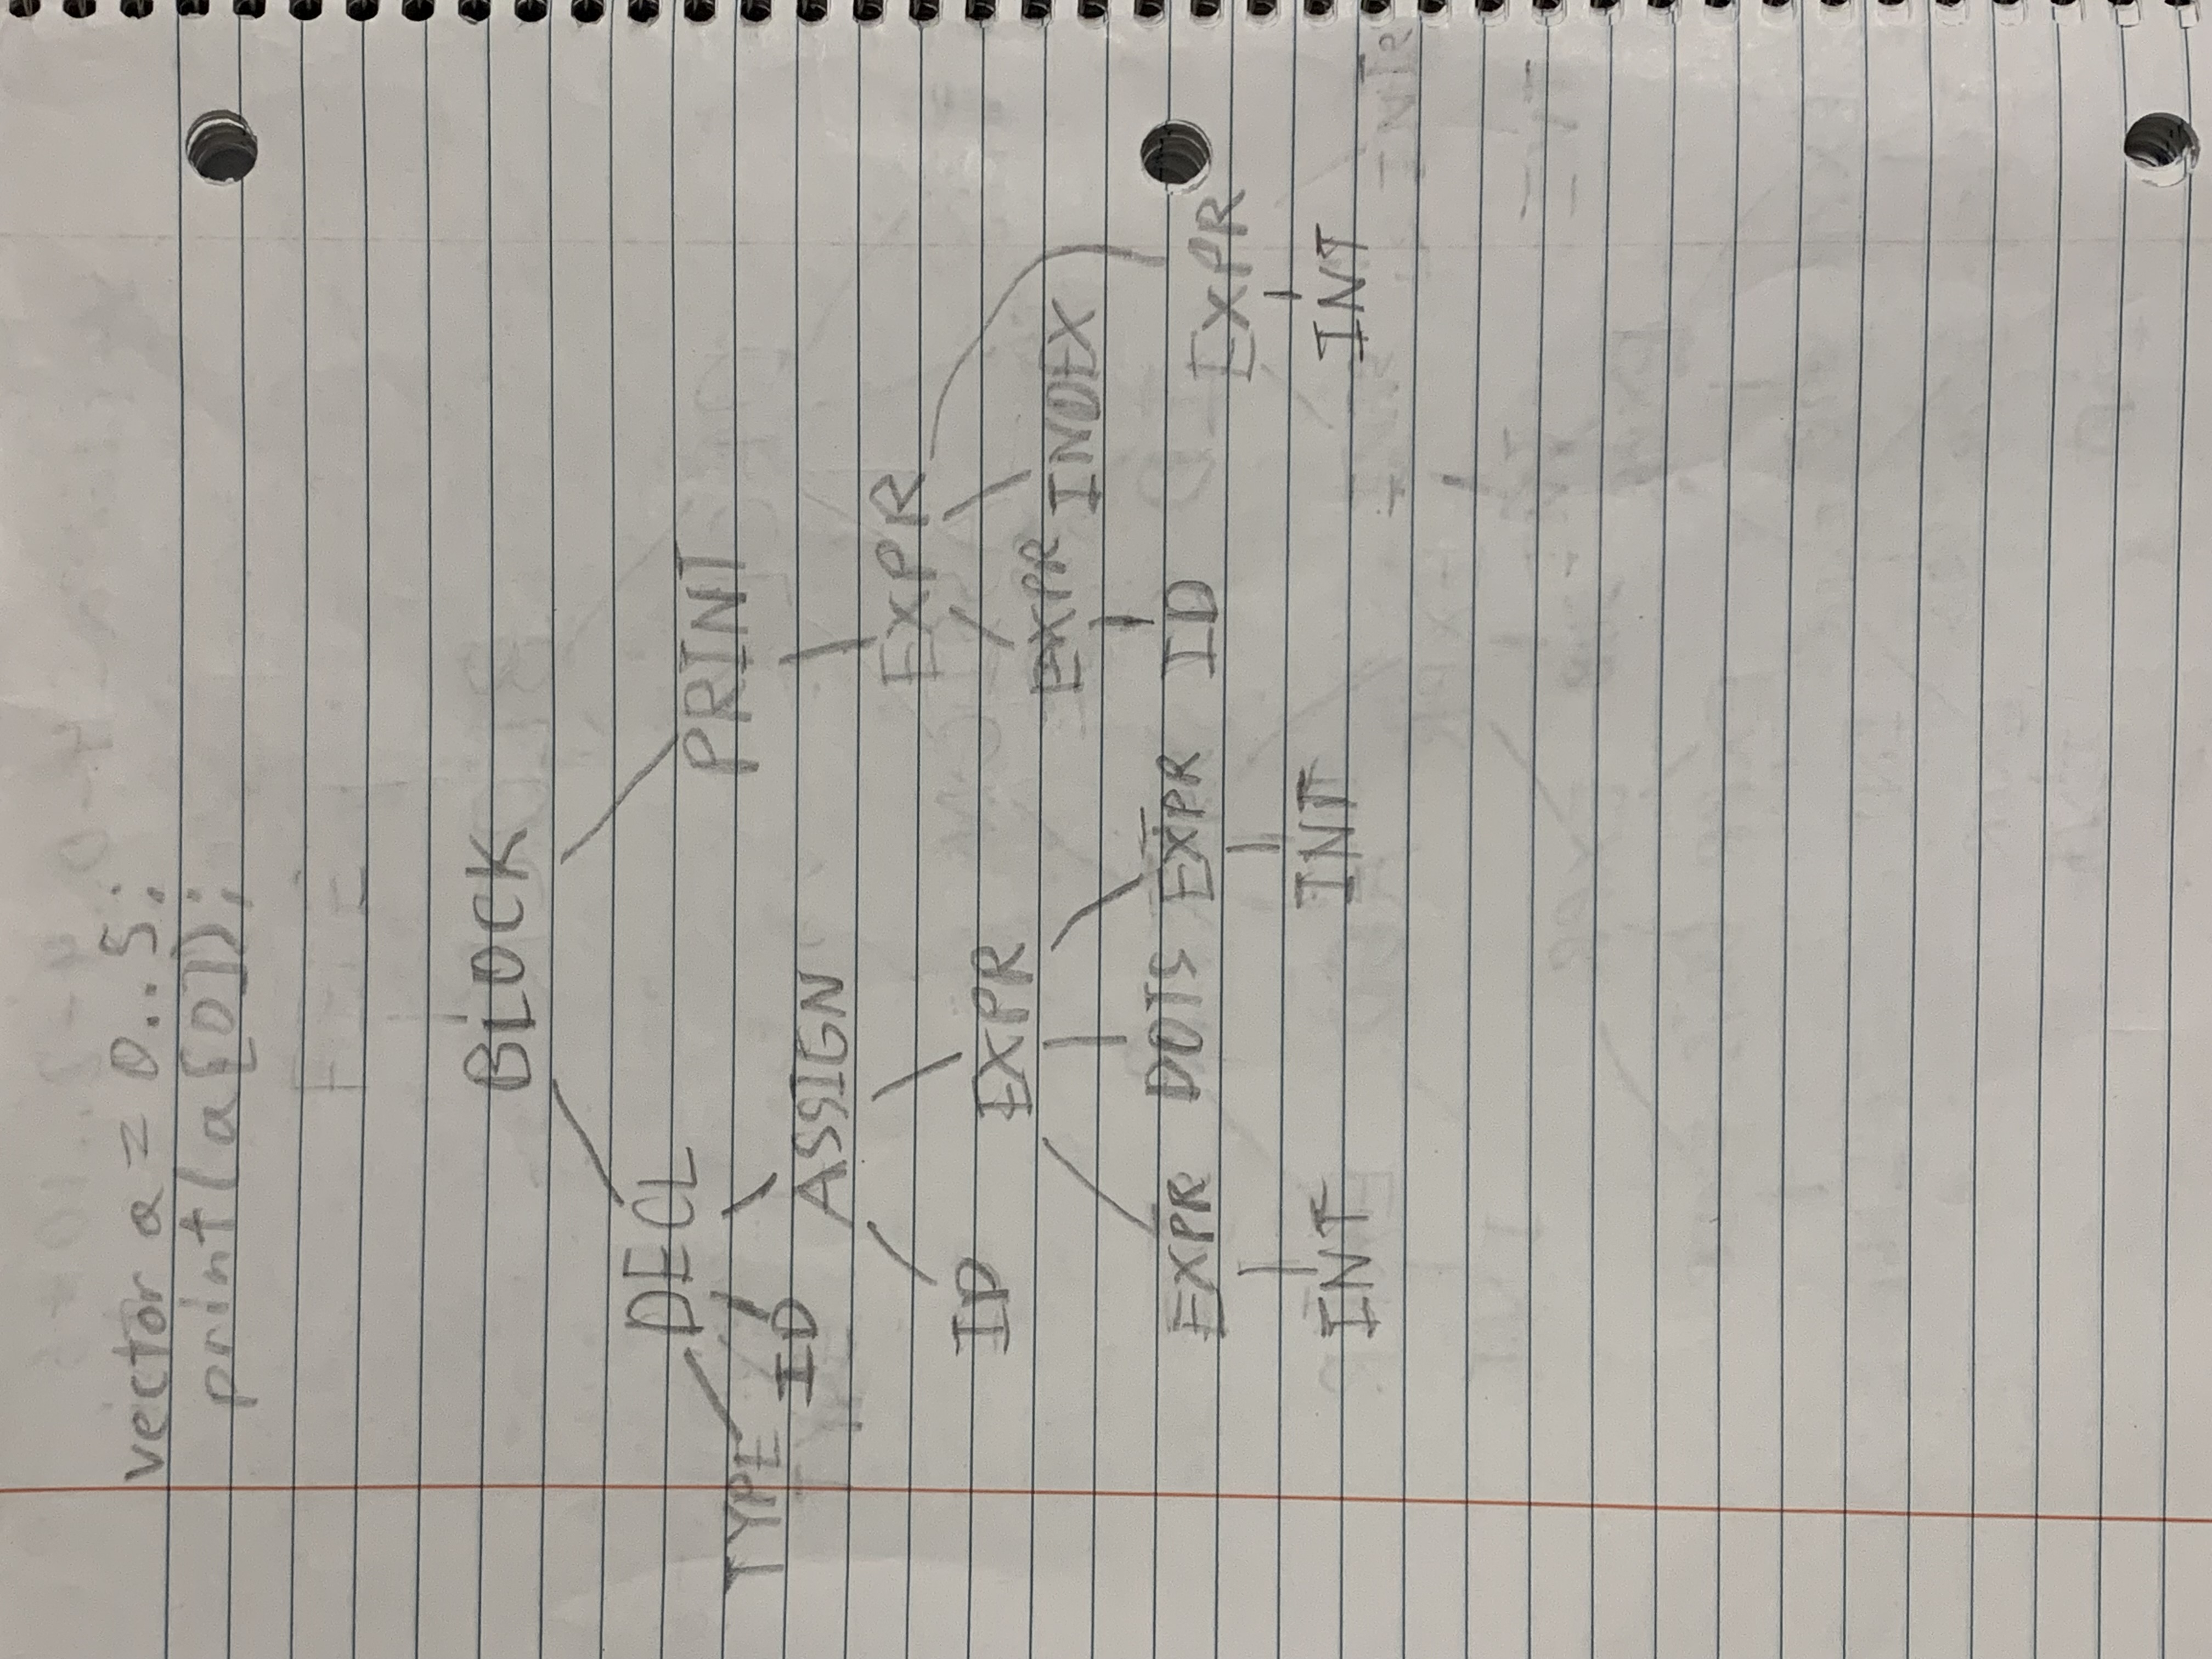 vector a = 0..5;
print(a[0]);
BLOCK
DECL
PRINT
TYPE ID ASSIGN
EXPR
ID EXPR
EXPR INDEX
EXPR DOTS EXPR ID EXPR
INT INT INT